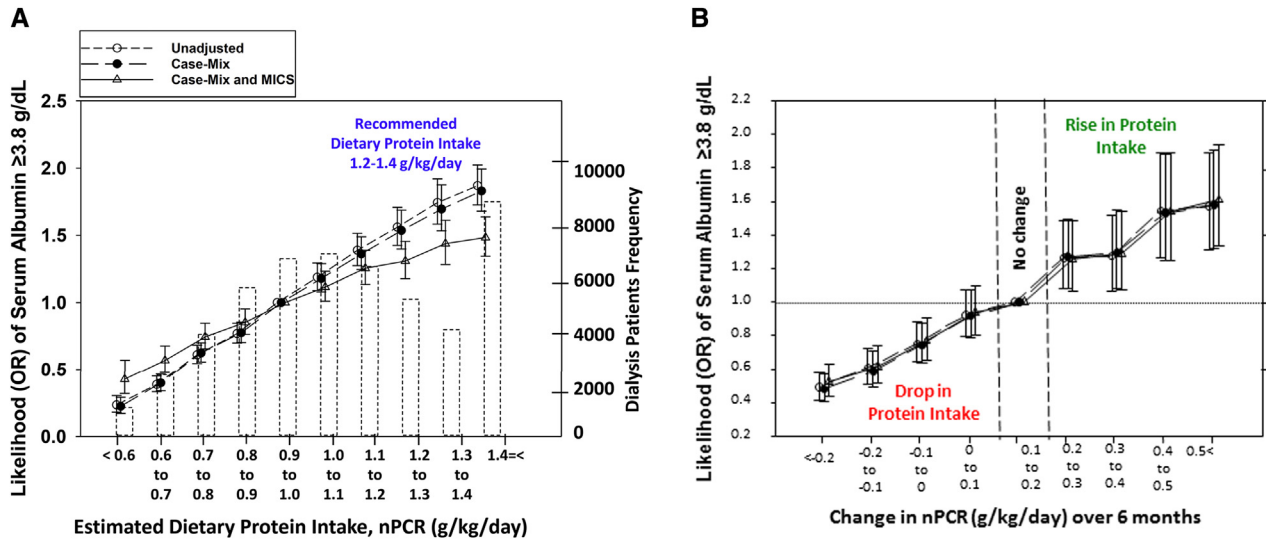 A
Unadjusted
Case-Mix
Case-Mix and MICS
Likelihood (OR) of Serum Albumin ≥3.8 g/dL
2.5
2.0
1.5
1.0
0.5
0.0
Recommended
Dietary Protein Intake
1.2-1.4 g/kg/day
10000
8000
6000
4000
2000
0
Dialysis Patients Frequency
< 0.6
0.6 to 0.7
0.7 to 0.8
0.8 to 0.9
0.9 to 1.0
1.0 to 1.1
1.1 to 1.2
1.2 to 1.3
1.3 to 1.4
1.4=<
Estimated Dietary Protein Intake, nPCR (g/kg/day)
B
Likelihood (OR) of Serum Albumin ≥3.8 g/dL
2.2
2.0
1.8
1.6
1.4
1.2
1.0
0.8
0.6
0.4
0.2
No change
Rise in Protein
Intake
Drop in
Protein Intake
<-0.2
-0.2 to -0.1
-0.1 to 0
0 to 0.1
0.1 to 0.2
0.2 to 0.3
0.3 to 0.4
0.4 to 0.5
0.5<
Change in nPCR (g/kg/day) over 6 months